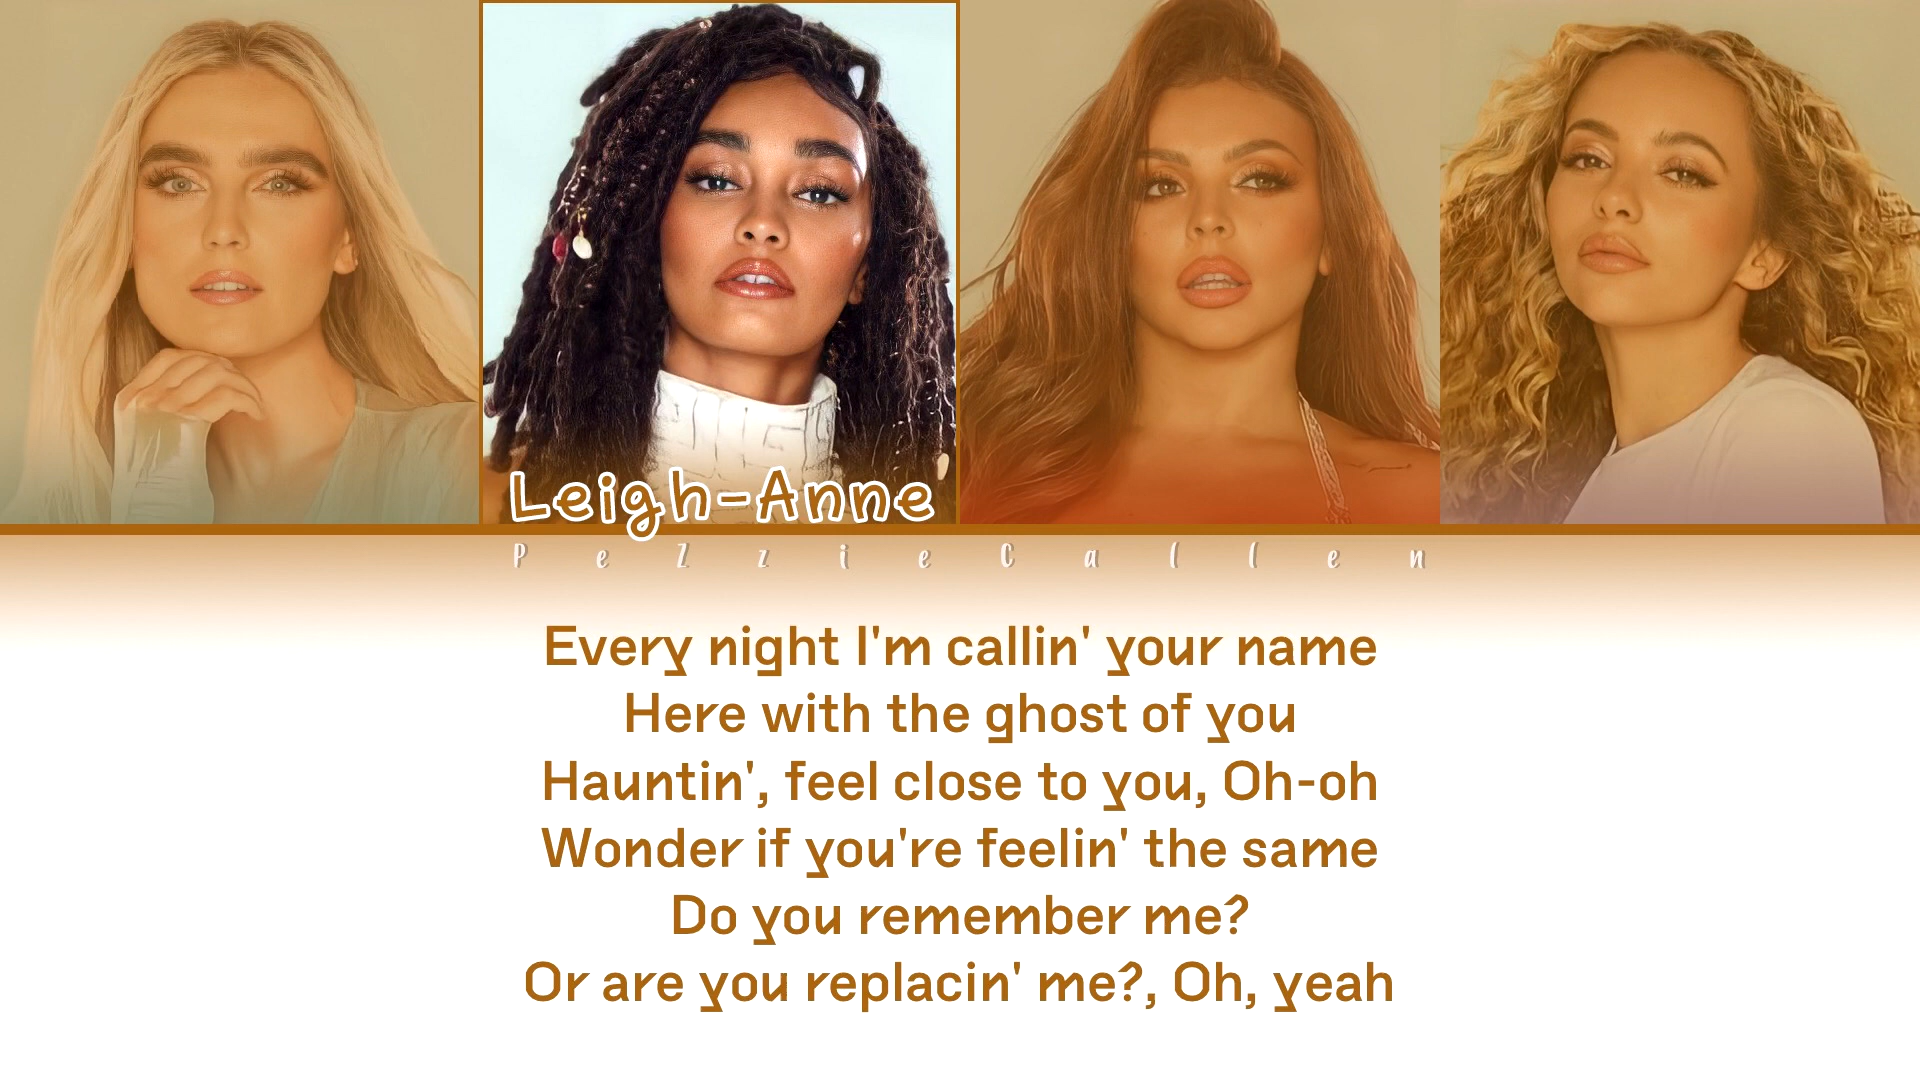 Leigh-Anne
PeZzieCallen
Every night I'm callin' your name
Here with the ghost of you
Hauntin', feel close to you, Oh-oh
Wonder if you're feelin' the same
Do you remember me?
Or are you replacin' me?, Oh, yeah